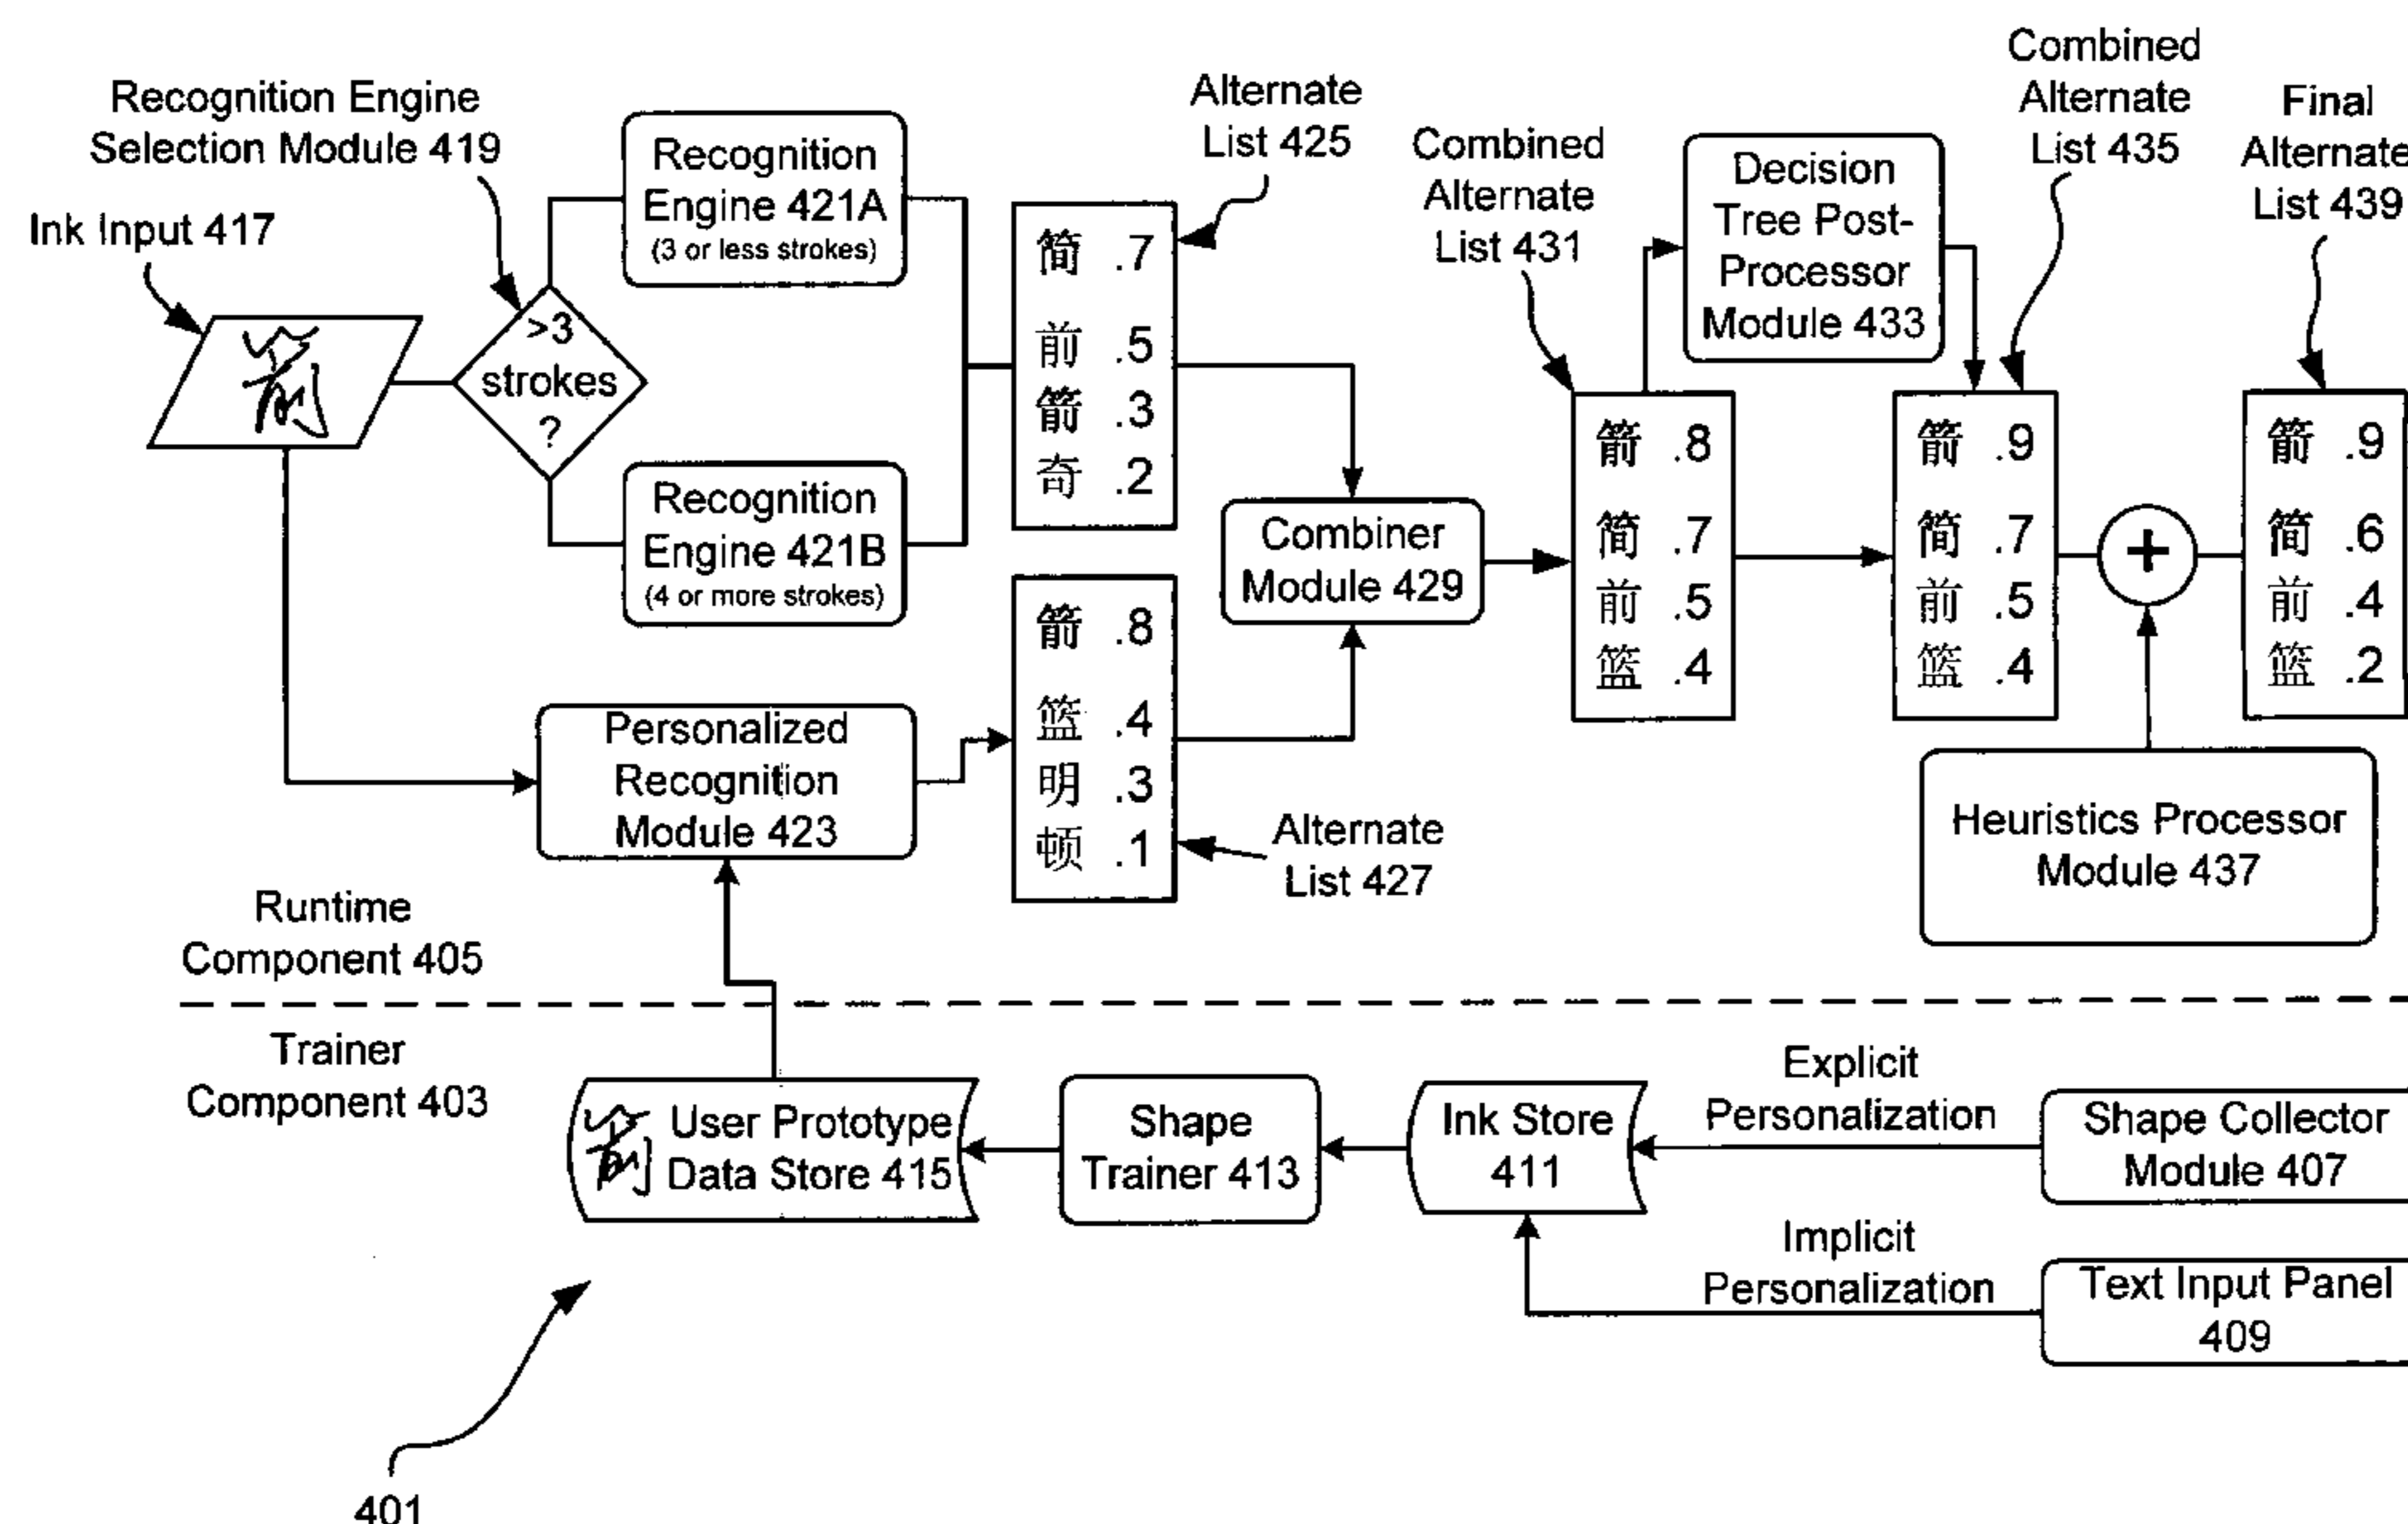 Recognition Engine
Selection Module 419
Ink Input 417
>3
strokes
?
Recognition
Engine 421A
(3 or less strokes)
Recognition
Engine 421B
(4 or more strokes)
Alternate
List 425
简 .7
前 .5
箭 .3
奇 .2
Personalized
Recognition
Module 423
箭 .8
篮 .4
明 .3
顿 .1
Alternate
List 427
Combiner
Module 429
Combined
Alternate
List 431
箭 .8
简 .7
前 .5
篮 .4
Decision
Tree Post-
Processor
Module 433
Combined
Alternate
List 435
箭 .9
简 .7
前 .5
篮 .4
+
Heuristics Processor
Module 437
Final
Alternate
List 439
箭 .9
简 .6
前 .4
篮 .2
Runtime
Component 405
Trainer
Component 403
User Prototype
Data Store 415
Shape
Trainer 413
Ink Store
411
Explicit
Personalization
Shape Collector
Module 407
Implicit
Personalization
Text Input Panel
409
401